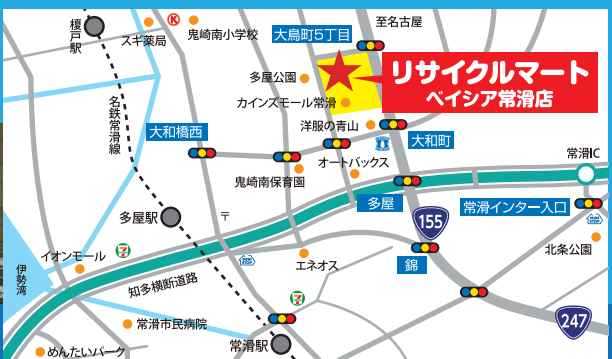 榎戸駅
スギ薬局
K
鬼崎南小学校
大鳥町5丁目
至名古屋
多屋公園
リサイクルマート
ベイシア常滑店
カインズモール常滑
名鉄常滑線
大和橋西
洋服の青山
大和町
オートバックス
常滑IC
鬼崎南保育園
多屋
常滑インター入口
多屋駅
〒
155
北条公園
イオンモール
7
錦
エネオス
伊勢湾
知多横断道路
7
247
常滑市民病院
めんたいパーク
常滑駅